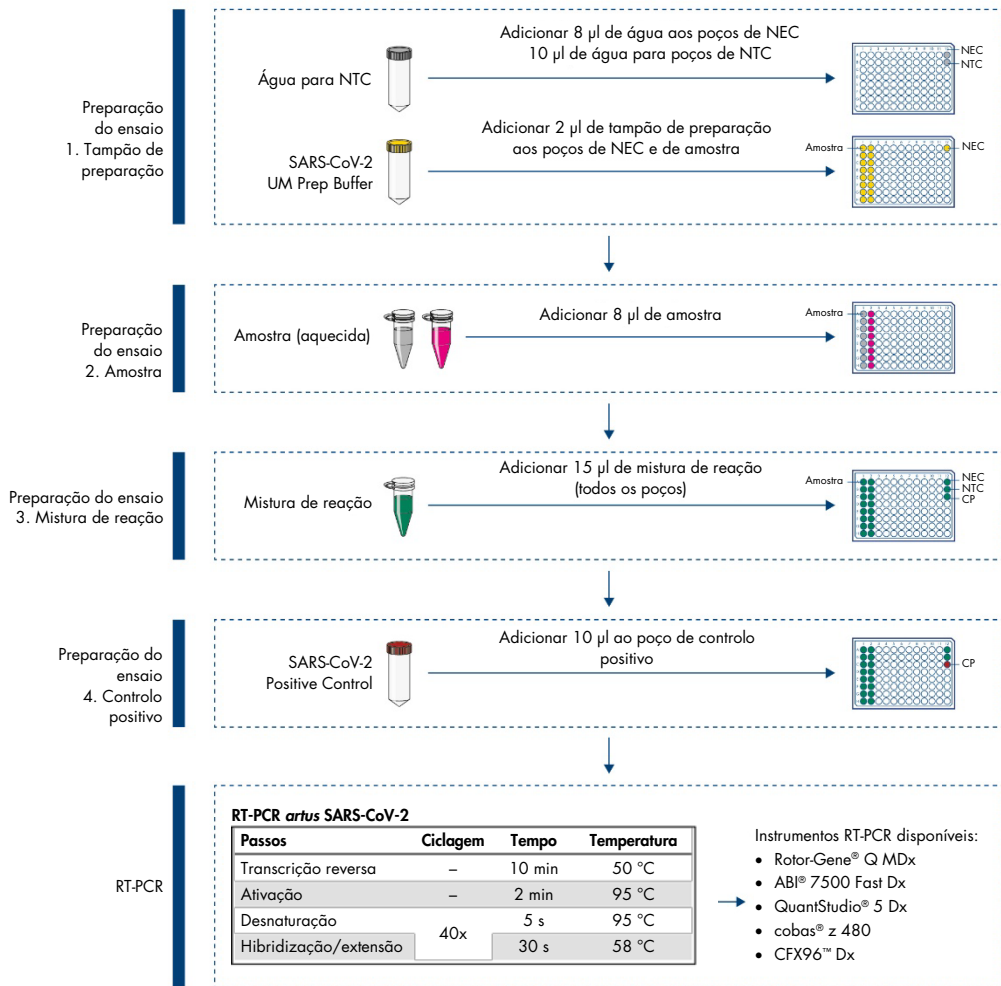 Preparação
do ensaio
1. Tampão de
preparação
Água para NTC
Adicionar 8 µl de água aos poços de NEC
10 µl de água para poços de NTC
NEC
NTC
SARS-CoV-2
UM Prep Buffer
Adicionar 2 µl de tampão de preparação
aos poços de NEC e de amostra
Amostra
NEC
Preparação
do ensaio
2. Amostra
Amostra (aquecida)
Adicionar 8 µl de amostra
Amostra
Preparação do ensaio
3. Mistura de reação
Mistura de reação
Adicionar 15 µl de mistura de reação
(todos os poços)
Amostra
NEC
NTC
CP
Preparação do
ensaio
4. Controlo
positivo
SARS-CoV-2
Positive Control
Adicionar 10 µl ao poço de controlo
positivo
CP
RT-PCR
RT-PCR artus SARS-CoV-2
Passos Ciclagem Tempo Temperatura
Transcrição reversa – 10 min 50 °C
Ativação – 2 min 95 °C
Desnaturação 40x 5 s 95 °C
Hibridização/extensão 30 s 58 °C
Instrumentos RT-PCR disponíveis:
• Rotor-Gene® Q MDx
• ABI® 7500 Fast Dx
• QuantStudio® 5 Dx
• cobas® z 480
• CFX96™ Dx